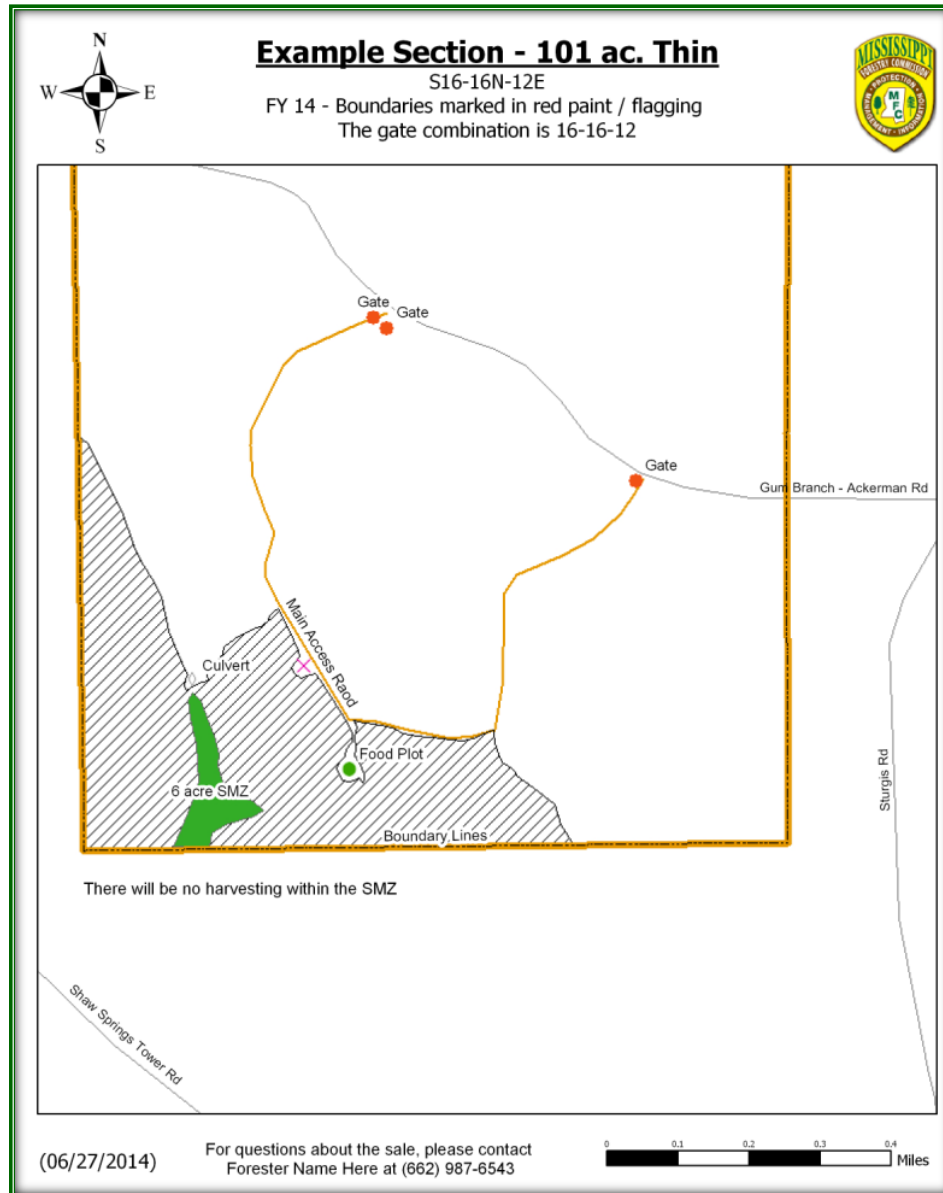 N
W
E
S
Example Section - 101 ac. Thin
S16-16N-12E
FY 14 - Boundaries marked in red paint / flagging
The gate combination is 16-16-12
MISSISSIPPI
FORESTRY COMMISSION
PROTECTION
MANAGEMENT - INFORMATION
MFC
Gate
Gate
Gate
Gum Branch - Ackerman Rd
Main Access Raod
Culvert
Food Plot
6 acre SMZ
Boundary Lines
Sturgis Rd
There will be no harvesting within the SMZ
Shaw Springs Tower Rd
(06/27/2014)
For questions about the sale, please contact
Forester Name Here at (662) 987-6543
0 0.1 0.2 0.3 0.4
Miles